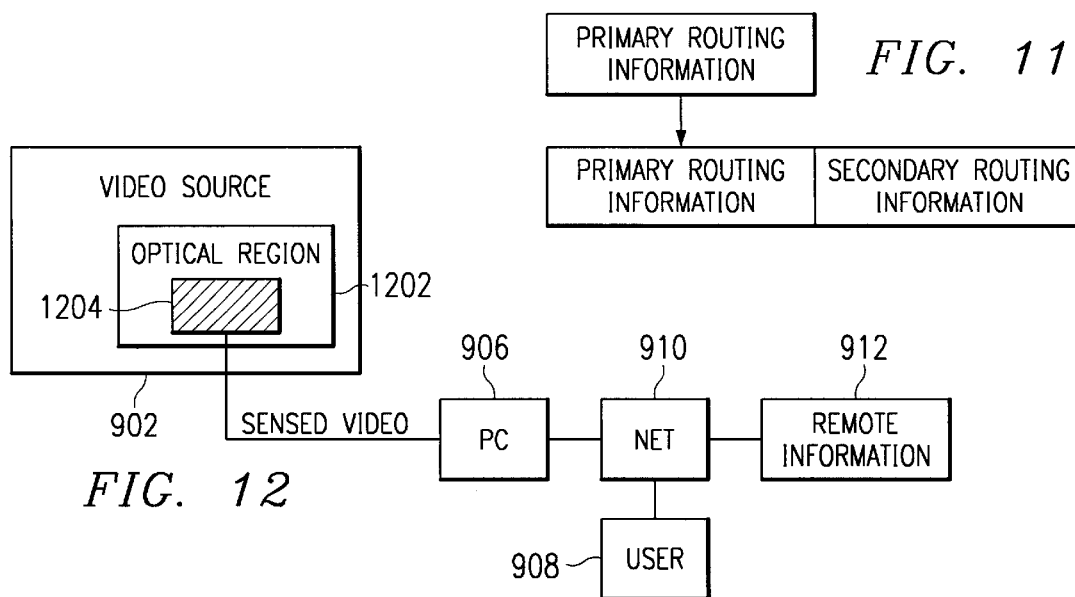 PRIMARY ROUTING
INFORMATION
FIG. 11
PRIMARY ROUTING
INFORMATION
SECONDARY ROUTING
INFORMATION
VIDEO SOURCE
OPTICAL REGION
1204
1202
902
SENSED VIDEO
906
PC
910
NET
912
REMOTE
INFORMATION
908
USER
FIG. 12